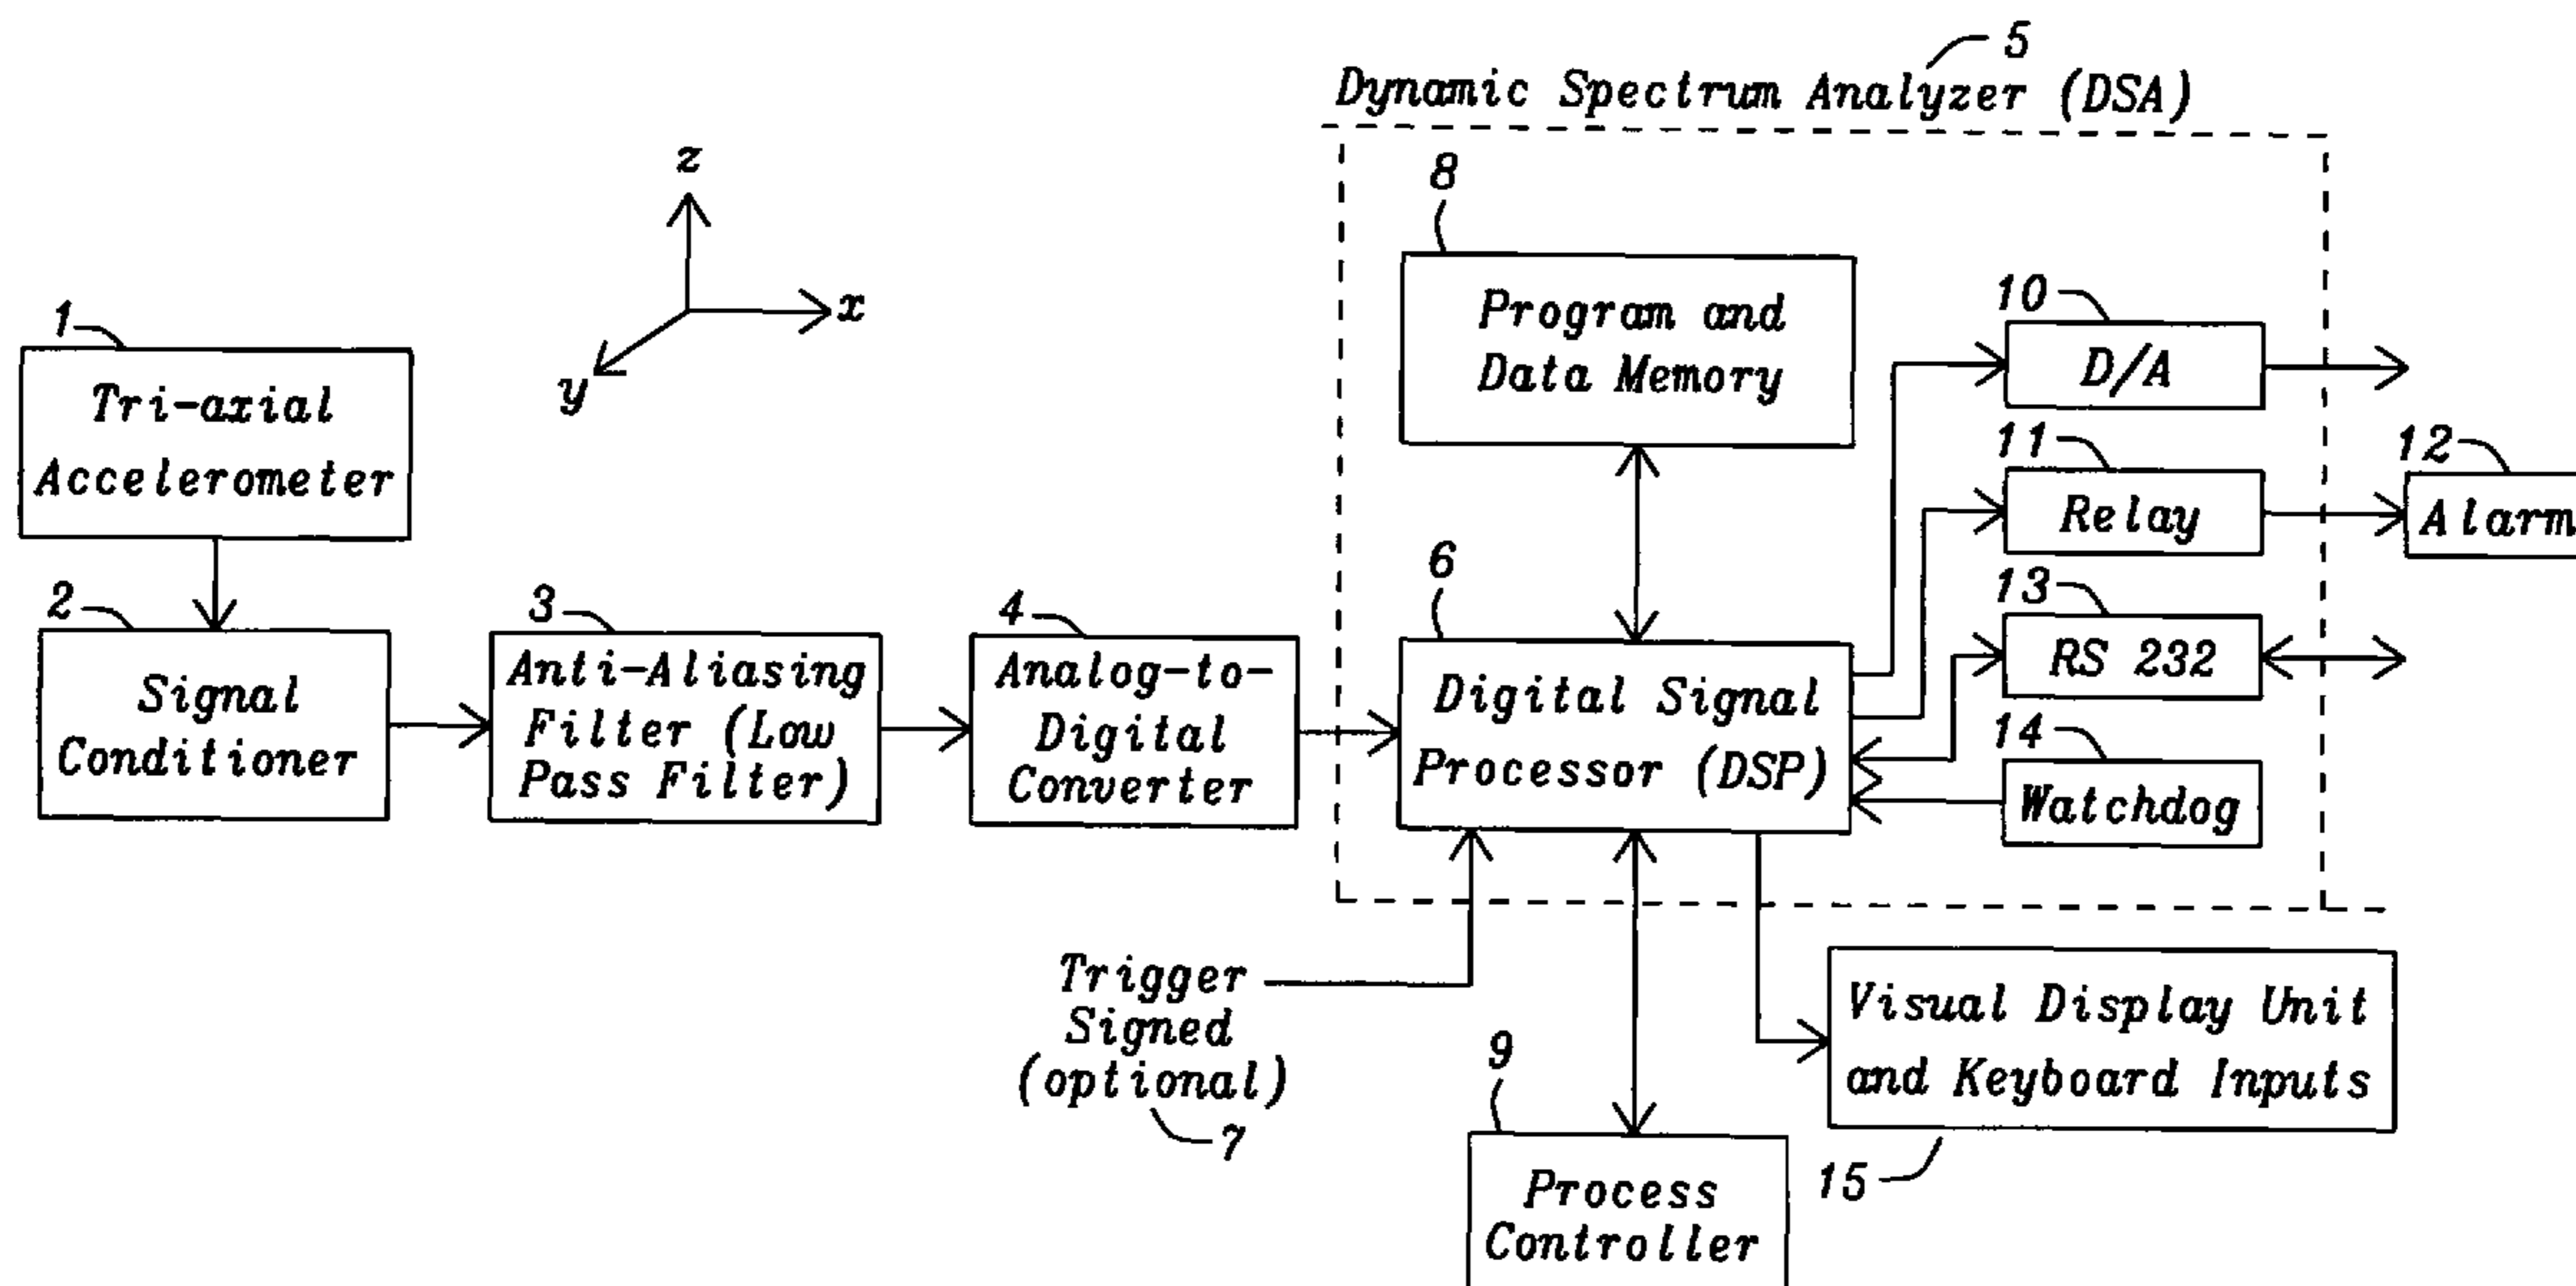 5
Dynamic Spectrum Analyzer (DSA)
z
x
y
1
Tri-axial
Accelerometer
2
Signal
Conditioner
3
Anti-Aliasing
Filter (Low
Pass Filter)
4
Analog-to-
Digital
Converter
8
Program and
Data Memory
6
Digital Signal
Processor (DSP)
10
D/A
11
Relay
12
Alarm
13
RS 232
14
Watchdog
Trigger
Signed
(optional)
7
9
Process
Controller
Visual Display Unit
and Keyboard Inputs
15